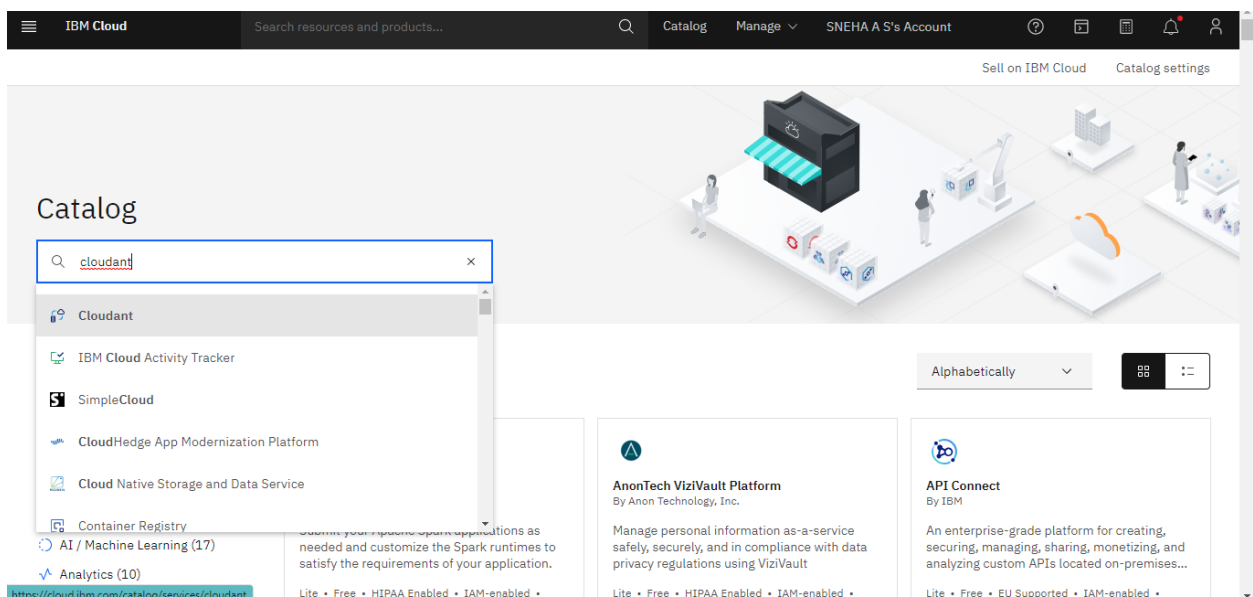 IBM Cloud
Search resources and products...
Catalog
Manage
SNEHA A S's Account
Sell on IBM Cloud
Catalog settings
Catalog
cloudant
Cloudant
IBM Cloud Activity Tracker
SimpleCloud
CloudHedge App Modernization Platform
Cloud Native Storage and Data Service
Container Registry
AI / Machine Learning (17)
Analytics (10)
https://cloud.ibm.com/catalog/services/cloudant
Alphabetically
Submit your Apache Spark applications as
needed and customize the Spark runtimes to
satisfy the requirements of your application.
Lite • Free • HIPAA Enabled • IAM-enabled •
AnonTech ViziVault Platform
By Anon Technology, Inc.
Manage personal information as-a-service
safely, securely, and in compliance with data
privacy regulations using ViziVault
Lite • Free • HIPAA Enabled • IAM-enabled •
API Connect
By IBM
An enterprise-grade platform for creating,
securing, managing, sharing, monetizing, and
analyzing custom APIs located on-premises...
Lite • Free • EU Supported • IAM-enabled •